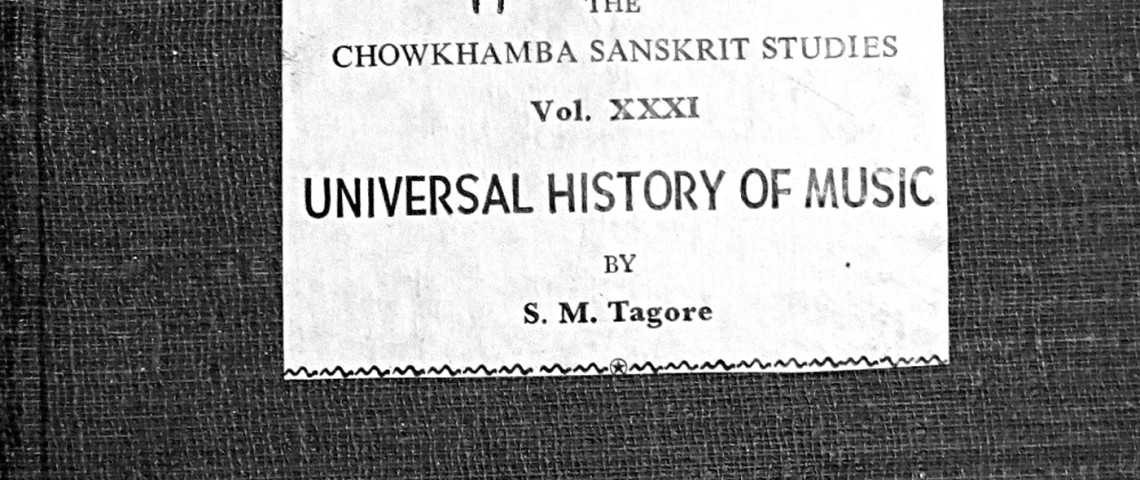 THE
CHOWKHAMBA SANSKRIT STUDIES
Vol. XXXI
UNIVERSAL HISTORY OF MUSIC
BY
S. M. Tagore